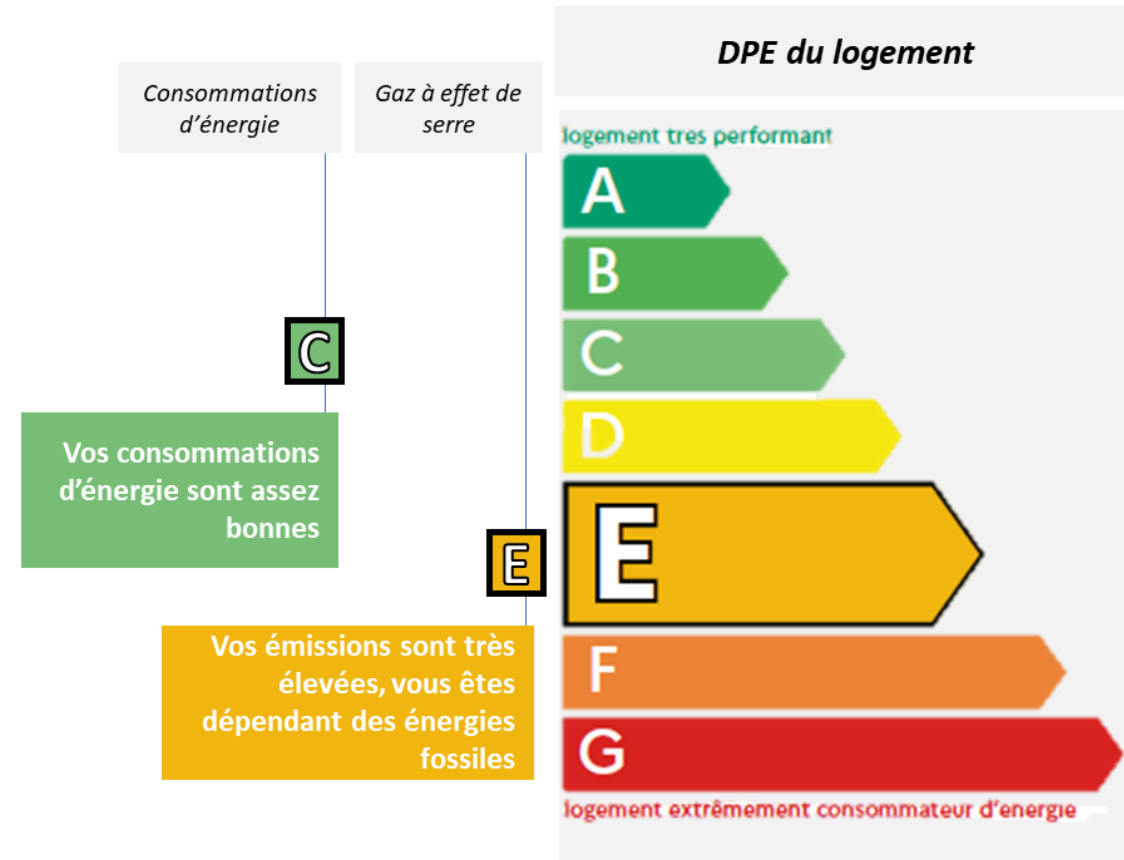 DPE du logement
Consommations
d'énergie
Gaz à effet de
serre
logement tres performant
A
B
C
D
E
F
G
logement extrêmement consommateur d'energie
C
Vos consommations
d'énergie sont assez
bonnes
E
Vos émissions sont très
élevées, vous êtes
dépendant des énergies
fossiles